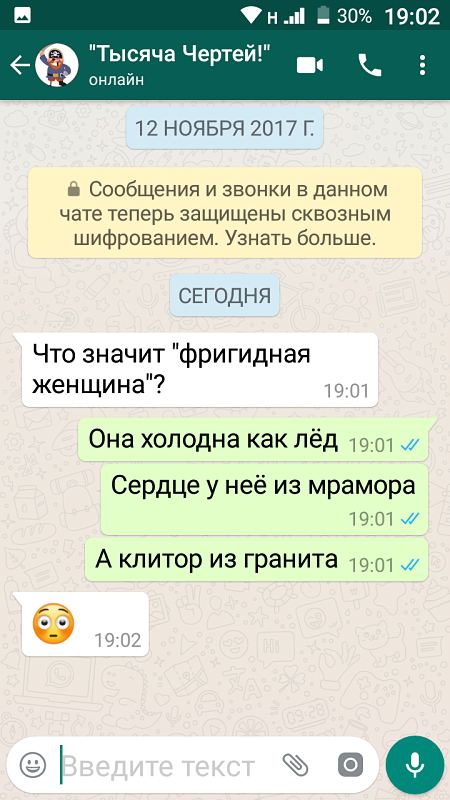 Н 30% 19:02
"Тысяча Чертей!"
онлайн
12 НОЯБРЯ 2017 Г.
Сообщения и звонки в данном
чате теперь защищены сквозным
шифрованием. Узнать больше.
СЕГОДНЯ
Что значит "фригидная
женщина"?
19:01
Она холодна как лёд 19:01
Сердце у неё из мрамора
19:01
А клитор из гранита 19:01
19:02
Введите текст